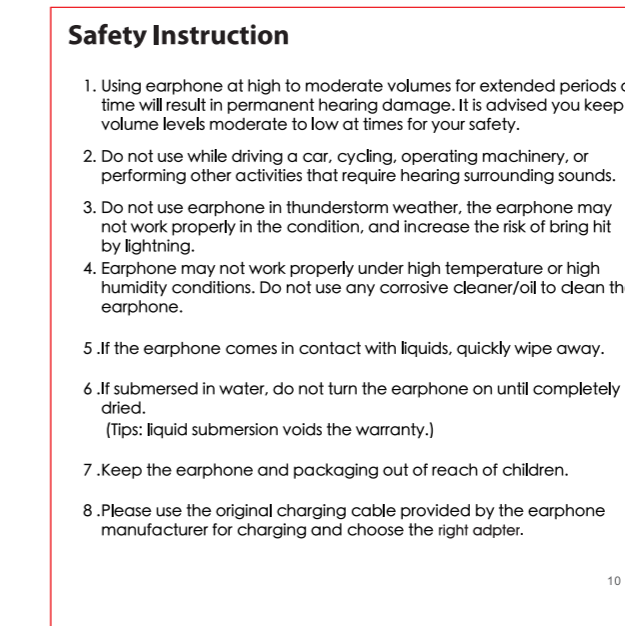 Safety Instruction
1. Using earphone at high to moderate volumes for extended periods
time will result in permanent hearing damage. It is advised you keep
volume levels moderate to low at times for your safety.
2. Do not use while driving a car, cycling, operating machinery, or
performing other activities that require hearing surrounding sounds.
3. Do not use earphone in thunderstorm weather, the earphone may
not work properly in the condition, and increase the risk of bring hit
by lightning.
4. Earphone may not work properly under high temperature or high
humidity conditions. Do not use any corrosive cleaner/oil to clean
earphone.
5 .If the earphone comes in contact with liquids, quickly wipe away.
6 .If submersed in water, do not turn the earphone on until completely
dried.
(Tips: liquid submersion voids the warranty.)
7 .Keep the earphone and packaging out of reach of children.
8 .Please use the original charging cable provided by the earphone
manufacturer for charging and choose the right adpter.
10